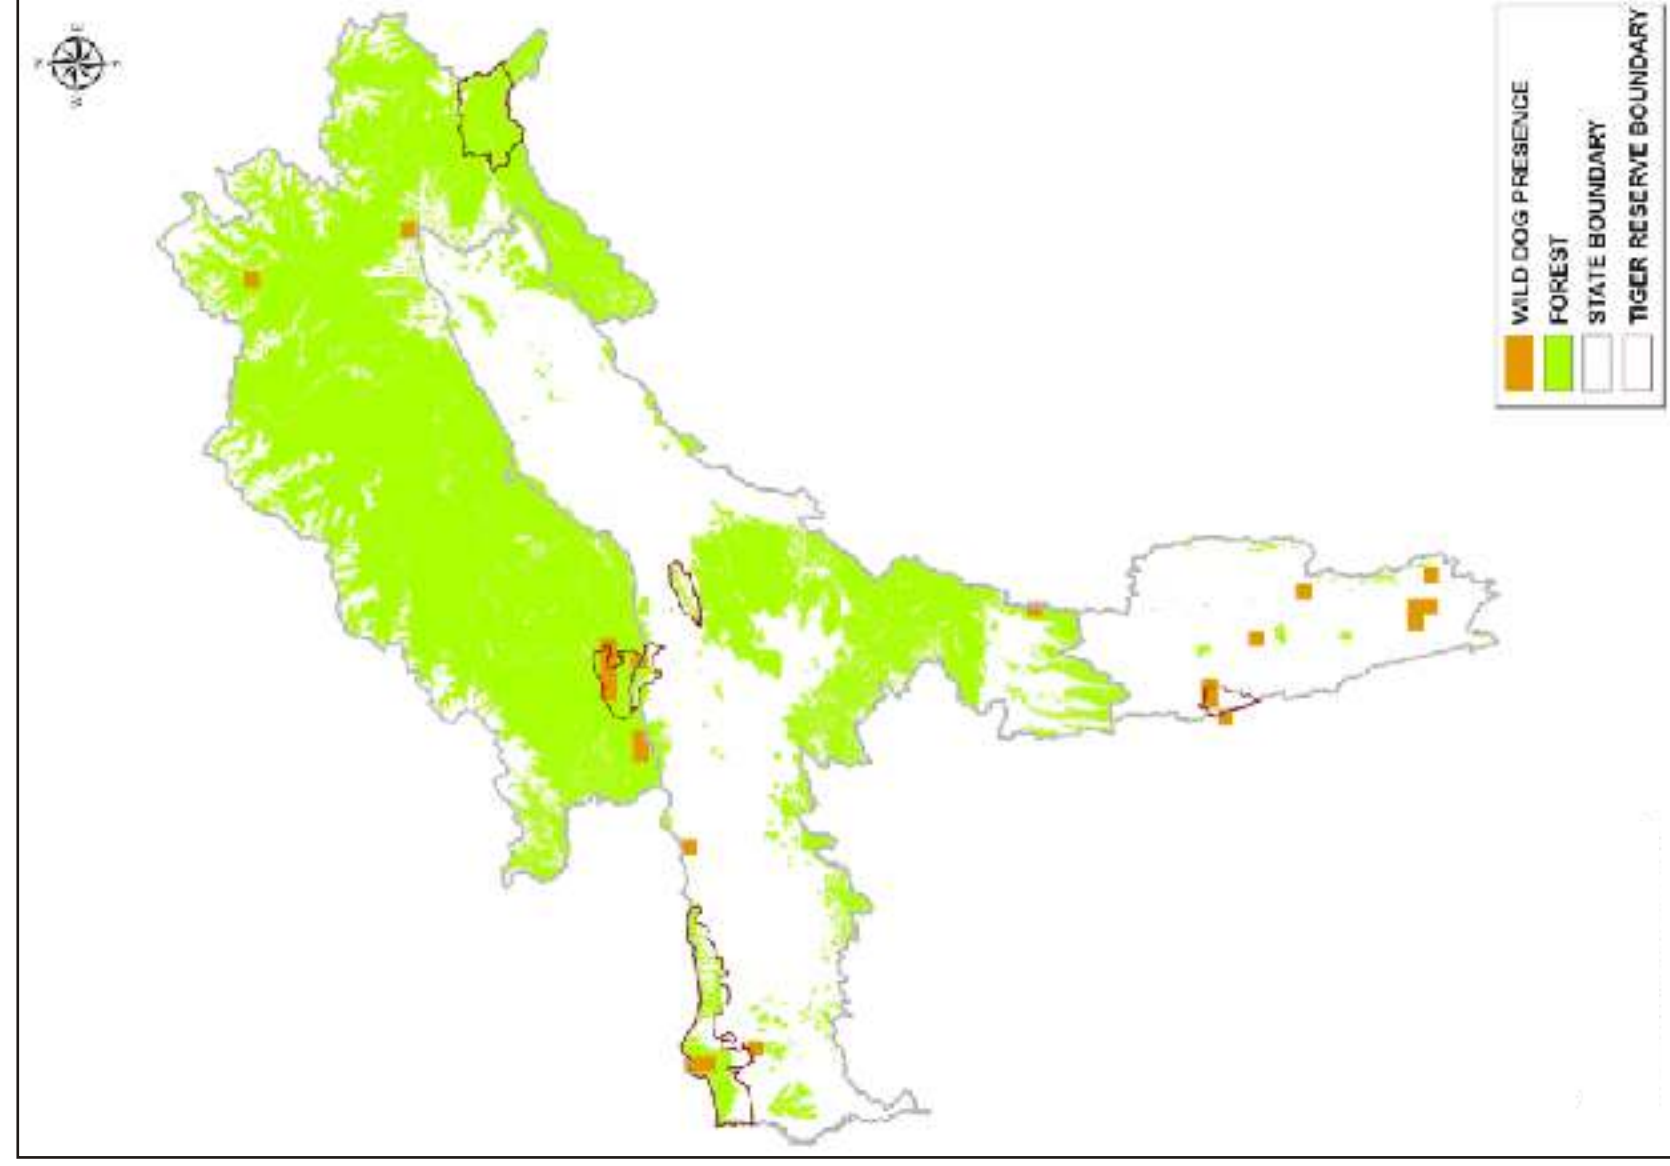 WILD DOG PRESENCE
FOREST
STATE BOUNDARY
TIGER RESERVE BOUNDARY
E
W